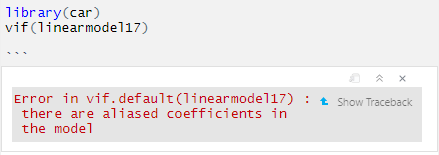 library(car)
vif(linearmodel17)
```
Error in vif.default(linearmodel17) :
there are aliased coefficients in
the model
Show Traceback